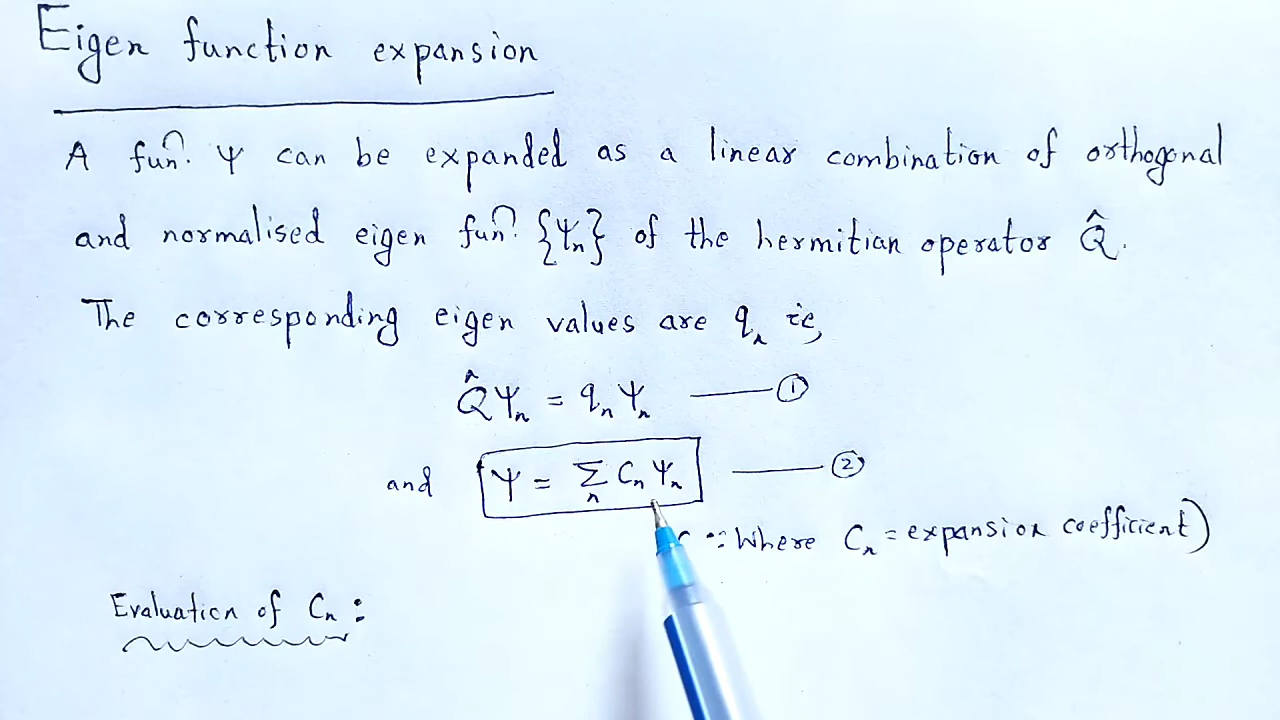 Eigen function expansion
A fun⌒. Ψ can be expanded as a linear combination of orthogonal
and normalised eigen fun⌒. {Ψn} of the hermitian operator Q̂.
The corresponding eigen values are qn ie,
Q̂Ψn = qnΨn —— ①
and Ψ = Σn CnΨn —— ②
∵ Where Cn = expansion coefficient)
Evaluation of Cn :